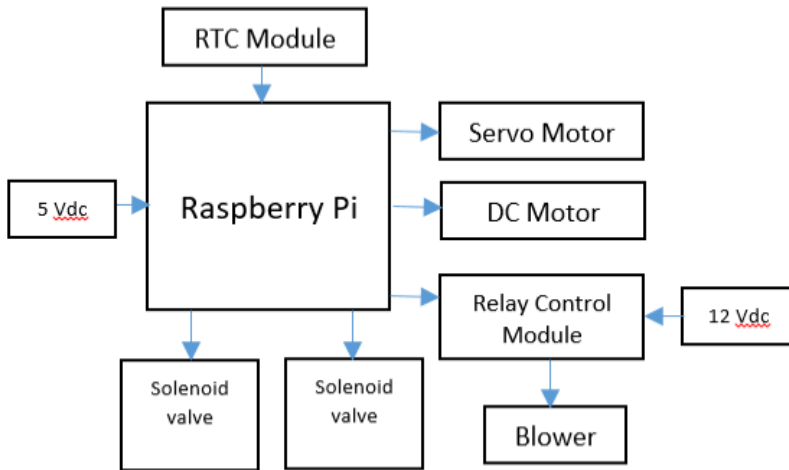 RTC Module
Servo Motor
5 Vdc
Raspberry Pi
DC Motor
Relay Control
Module
12 Vdc
Solenoid
valve
Solenoid
valve
Blower